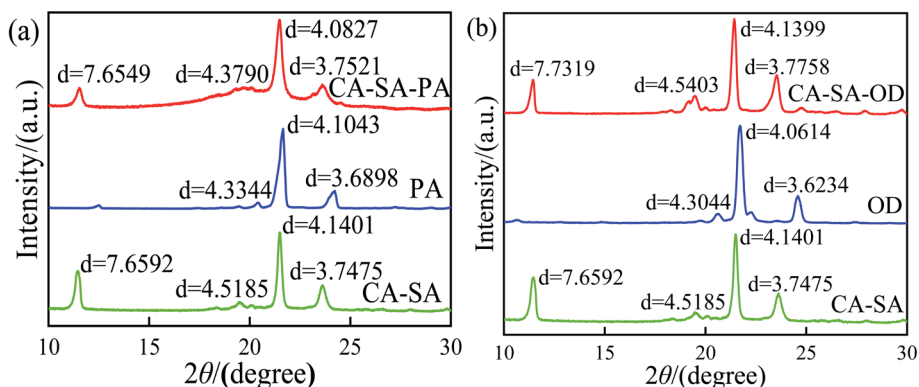 (a)
Intensity/(a.u.)
d=4.0827
d=7.6549
d=4.3790
d=3.7521
CA-SA-PA
d=4.1043
d=4.3344
d=3.6898
PA
d=4.1401
d=7.6592
d=3.7475
d=4.5185
CA-SA
10 15 20 25 30
2θ/(degree)
(b)
Intensity/(a.u.)
d=4.1399
d=7.7319
d=4.5403
d=3.7758
CA-SA-OD
d=4.0614
d=4.3044
d=3.6234
OD
d=4.1401
d=7.6592
d=3.7475
d=4.5185
CA-SA
10 15 20 25 30
2θ/(degree)